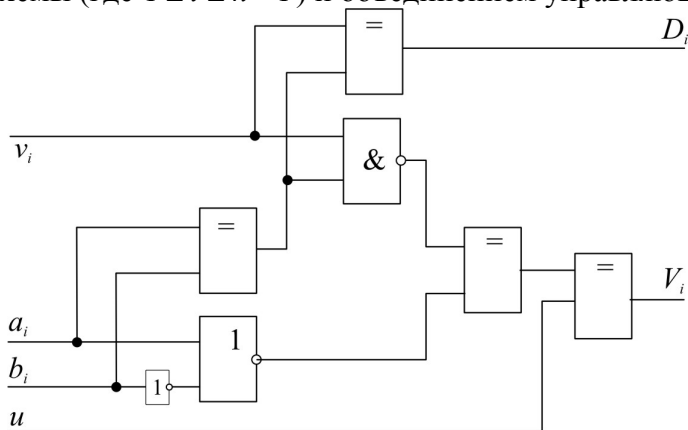 =
D_i
v_i
&
=
=
=
V_i
a_i
1
b_i
1
u